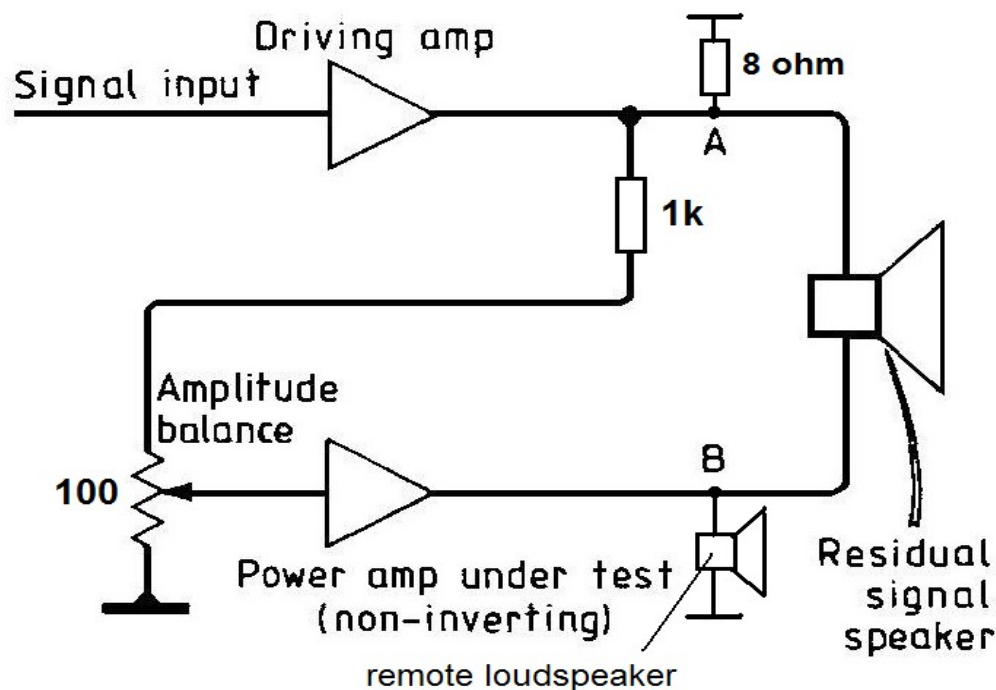 Driving amp
8 ohm
Signal input
A
1k
Amplitude
balance
100
B
Power amp under test
(non-inverting)
Residual
signal
speaker
remote loudspeaker